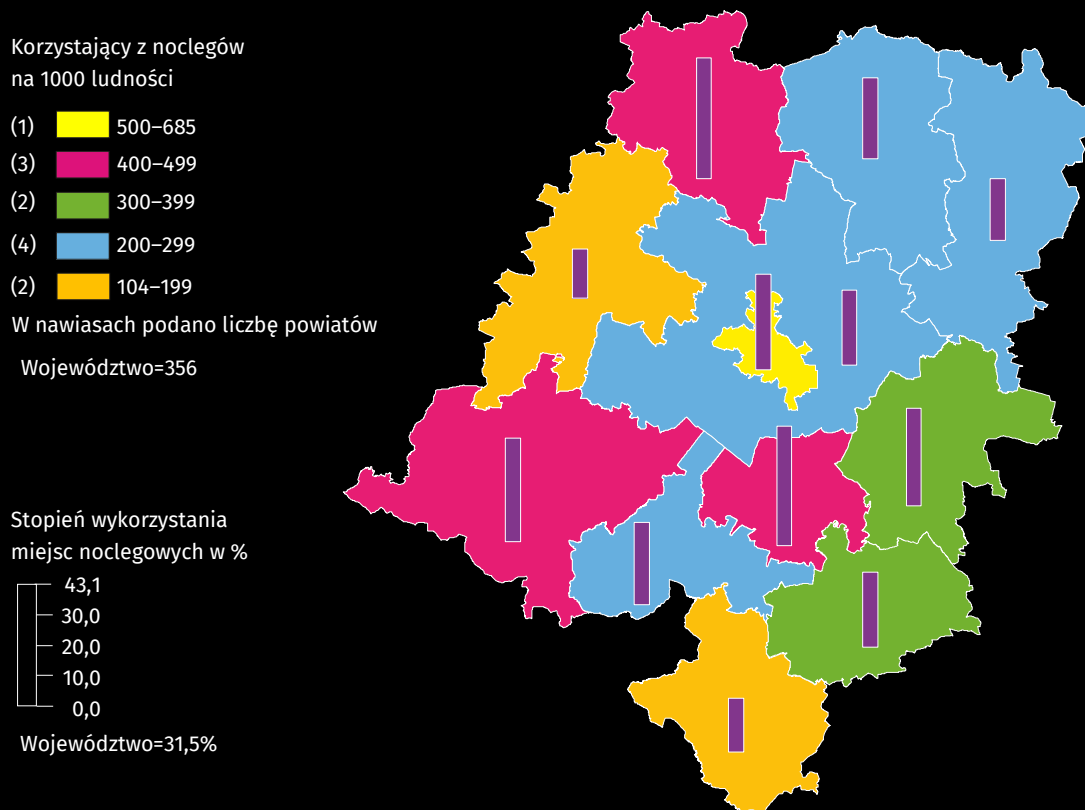 Korzystający z noclegów
na 1000 ludności
(1) 500–685
(3) 400–499
(2) 300–399
(4) 200–299
(2) 104–199
W nawiasach podano liczbę powiatów
Województwo=356
Stopień wykorzystania
miejsc noclegowych w %
43,1
30,0
20,0
10,0
0,0
Województwo=31,5%